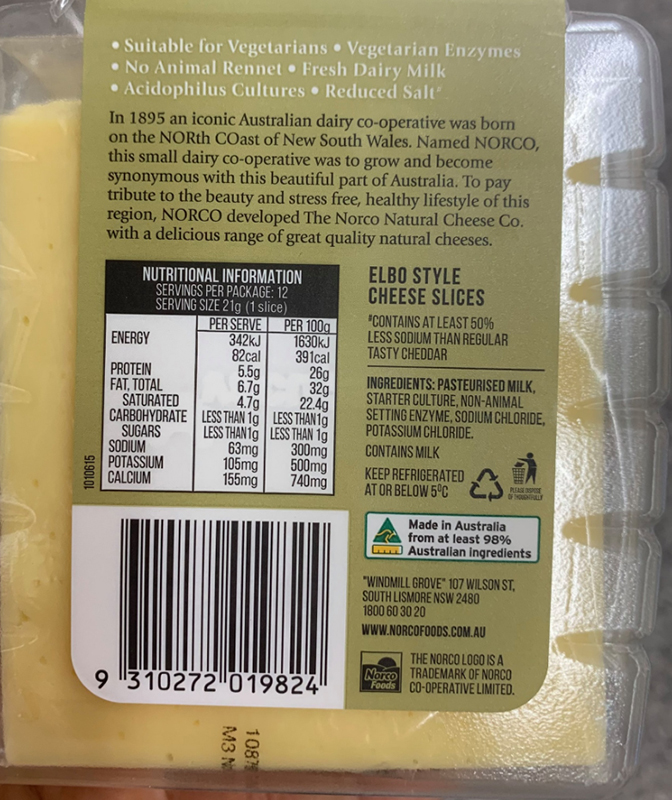 • Suitable for Vegetarians • Vegetarian Enzymes
• No Animal Rennet • Fresh Dairy Milk
• Acidophilus Cultures • Reduced Salt#
In 1895 an iconic Australian dairy co-operative was born
on the NORth COast of New South Wales. Named NORCO,
this small dairy co-operative was to grow and become
synonymous with this beautiful part of Australia. To pay
tribute to the beauty and stress free, healthy lifestyle of this
region, NORCO developed The Norco Natural Cheese Co.
with a delicious range of great quality natural cheeses.
NUTRITIONAL INFORMATION
SERVINGS PER PACKAGE: 12
SERVING SIZE 21g (1 slice)
PER SERVE PER 100g
ENERGY 342kJ 1630kJ
82cal 391cal
PROTEIN 5.5g 26g
FAT, TOTAL 6.7g 32g
SATURATED 4.7g 22.4g
CARBOHYDRATE LESS THAN 1g LESS THAN 1g
SUGARS LESS THAN 1g LESS THAN 1g
SODIUM 63mg 300mg
POTASSIUM 105mg 500mg
CALCIUM 155mg 740mg
1010615
ELBO STYLE
CHEESE SLICES
#CONTAINS AT LEAST 50%
LESS SODIUM THAN REGULAR
TASTY CHEDDAR
INGREDIENTS: PASTEURISED MILK,
STARTER CULTURE, NON-ANIMAL
SETTING ENZYME, SODIUM CHLORIDE,
POTASSIUM CHLORIDE.
CONTAINS MILK
KEEP REFRIGERATED
AT OR BELOW 5ºC
PLEASE DISPOSE
OF THOUGHTFULLY
Made in Australia
from at least 98%
Australian ingredients
"WINDMILL GROVE" 107 WILSON ST,
SOUTH LISMORE NSW 2480
1800 60 30 20
WWW.NORCOFOODS.COM.AU
Norco
Foods
THE NORCO LOGO IS A
TRADEMARK OF NORCO
CO-OPERATIVE LIMITED.
9 310272 019824
1087
M3